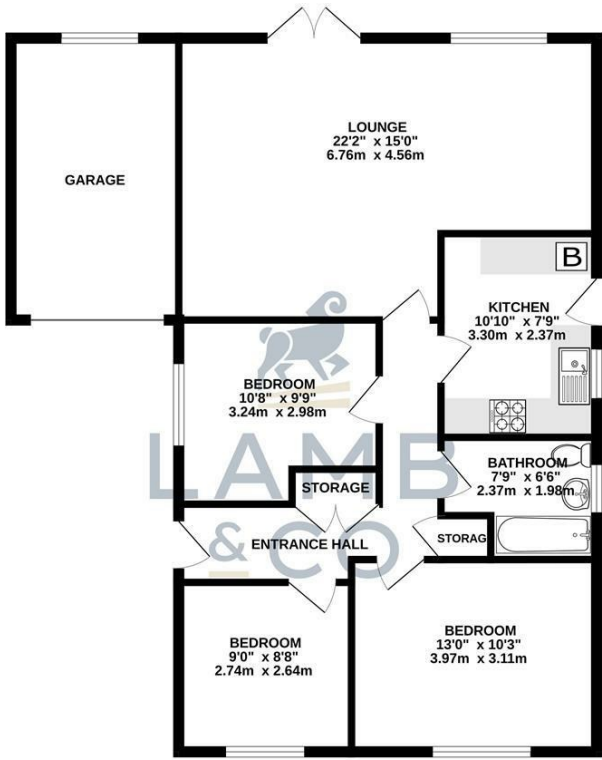 LOUNGE
22'2" x 15'0"
6.76m x 4.56m
GARAGE
B
KITCHEN
10'10" x 7'9"
3.30m x 2.37m
BEDROOM
10'8" x 9'9"
3.24m x 2.98m
LAMB
& CO
BATHROOM
7'9" x 6'6"
2.37m x 1.98m
STORAGE
ENTRANCE HALL
STORAG
BEDROOM
9'0" x 8'8"
2.74m x 2.64m
BEDROOM
13'0" x 10'3"
3.97m x 3.11m